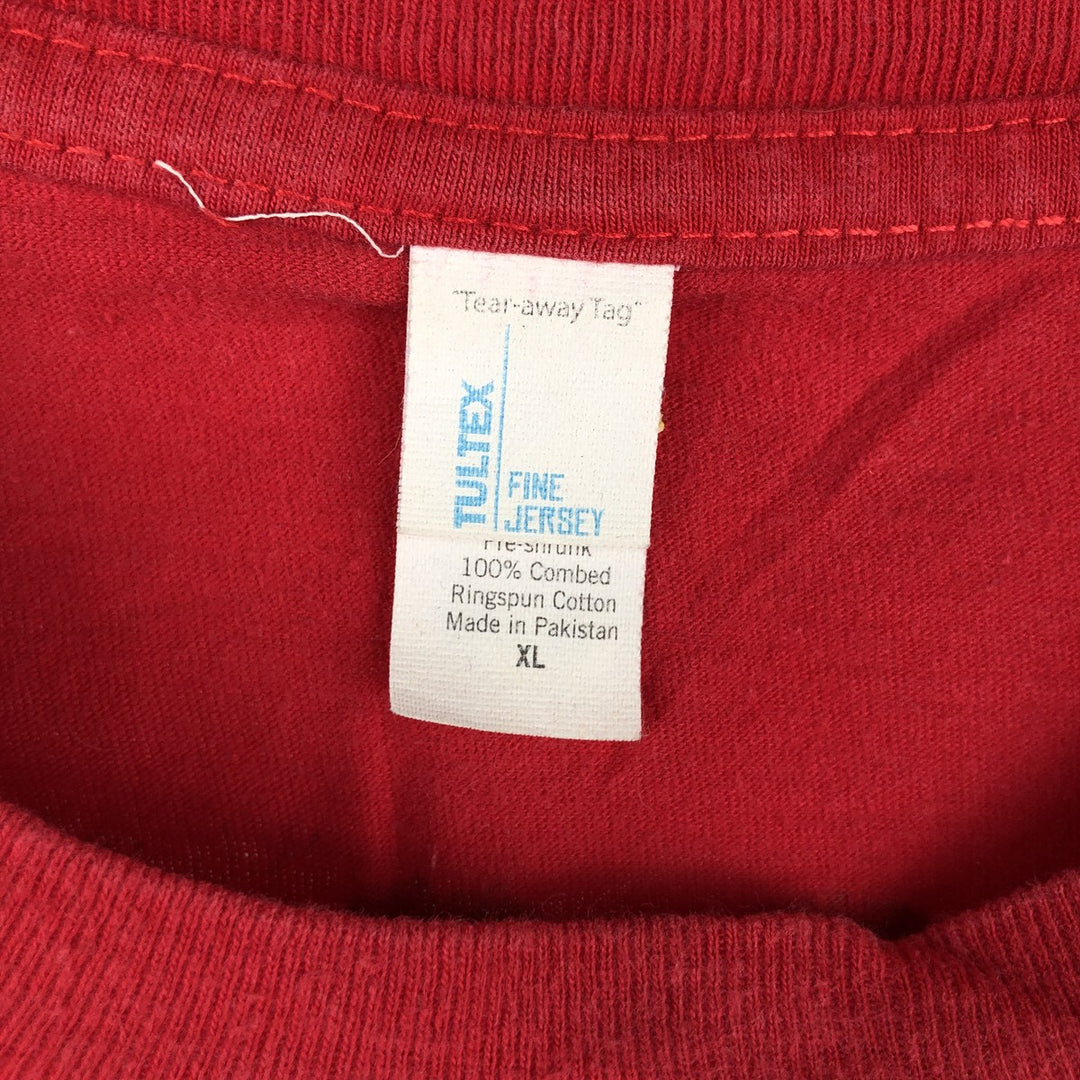 "Tear-away Tag"
TULTEX
FINE
JERSEY
Pre-shrunk
100% Combed
Ringspun Cotton
Made in Pakistan
XL